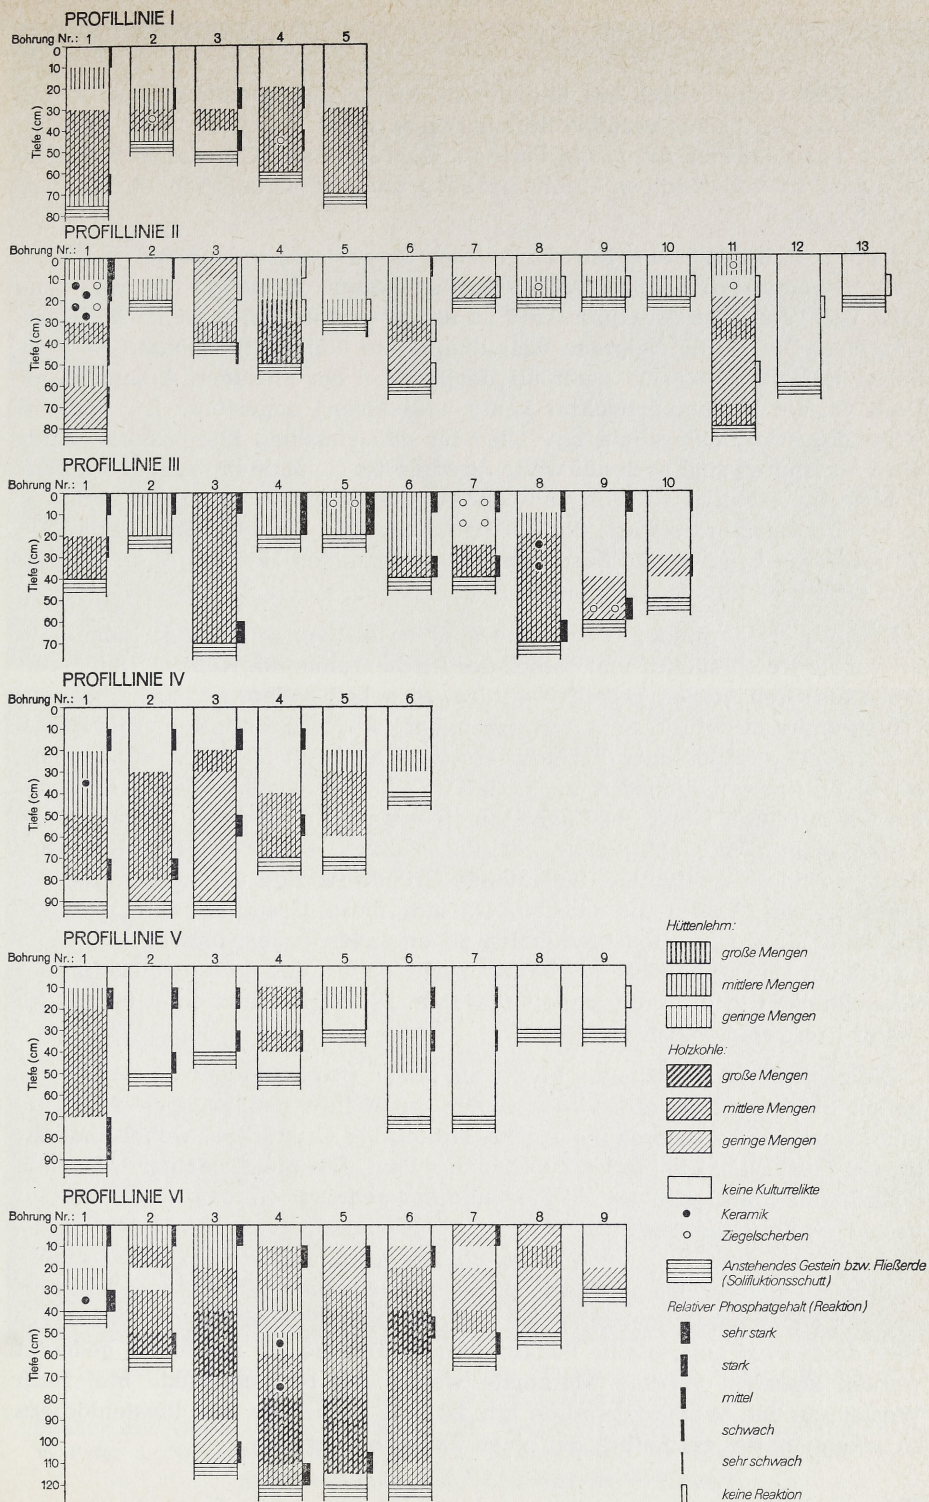 PROFILLINIE I
Bohrung Nr.: 1 2 3 4 5
Tiefe (cm)
0
10
20
30
40
50
60
70
80
PROFILLINIE II
Bohrung Nr.: 1 2 3 4 5 6 7 8 9 10 11 12 13
Tiefe (cm)
0
10
20
30
40
50
60
70
80
PROFILLINIE III
Bohrung Nr.: 1 2 3 4 5 6 7 8 9 10
Tiefe (cm)
0
10
20
30
40
50
60
70
PROFILLINIE IV
Bohrung Nr.: 1 2 3 4 5 6
Tiefe (cm)
0
10
20
30
40
50
60
70
80
90
PROFILLINIE V
Bohrung Nr.: 1 2 3 4 5 6 7 8 9
Tiefe (cm)
0
10
20
30
40
50
60
70
80
90
PROFILLINIE VI
Bohrung Nr.: 1 2 3 4 5 6 7 8 9
Tiefe (cm)
0
10
20
30
40
50
60
70
80
90
100
110
120
Hüttenlehm:
große Mengen
mittlere Mengen
geringe Mengen
Holzkohle:
große Mengen
mittlere Mengen
geringe Mengen
keine Kulturrelikte
Keramik
Ziegelscherben
Anstehendes Gestein bzw. Fließerde
(Solifluktionsschutt)
Relativer Phosphatgehalt (Reaktion)
sehr stark
stark
mittel
schwach
sehr schwach
keine Reaktion